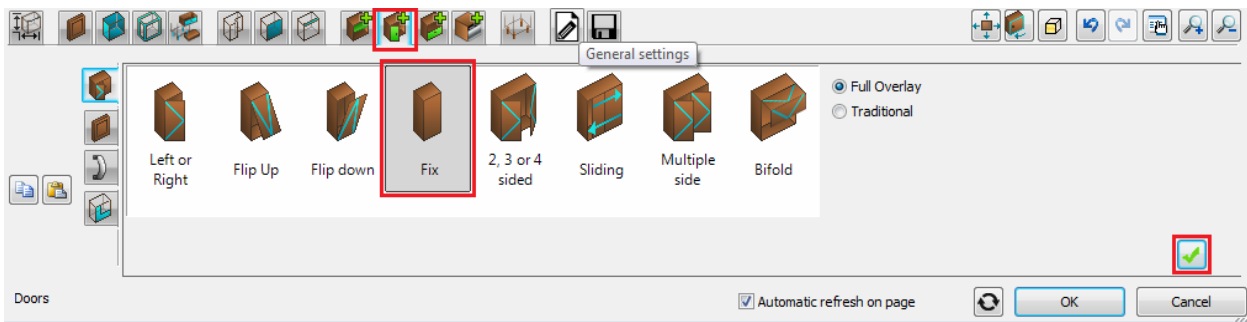 General settings
Left or
Right
Flip Up
Flip down
Fix
2, 3 or 4
sided
Sliding
Multiple
side
Bifold
Full Overlay
Traditional
Doors
Automatic refresh on page
OK
Cancel